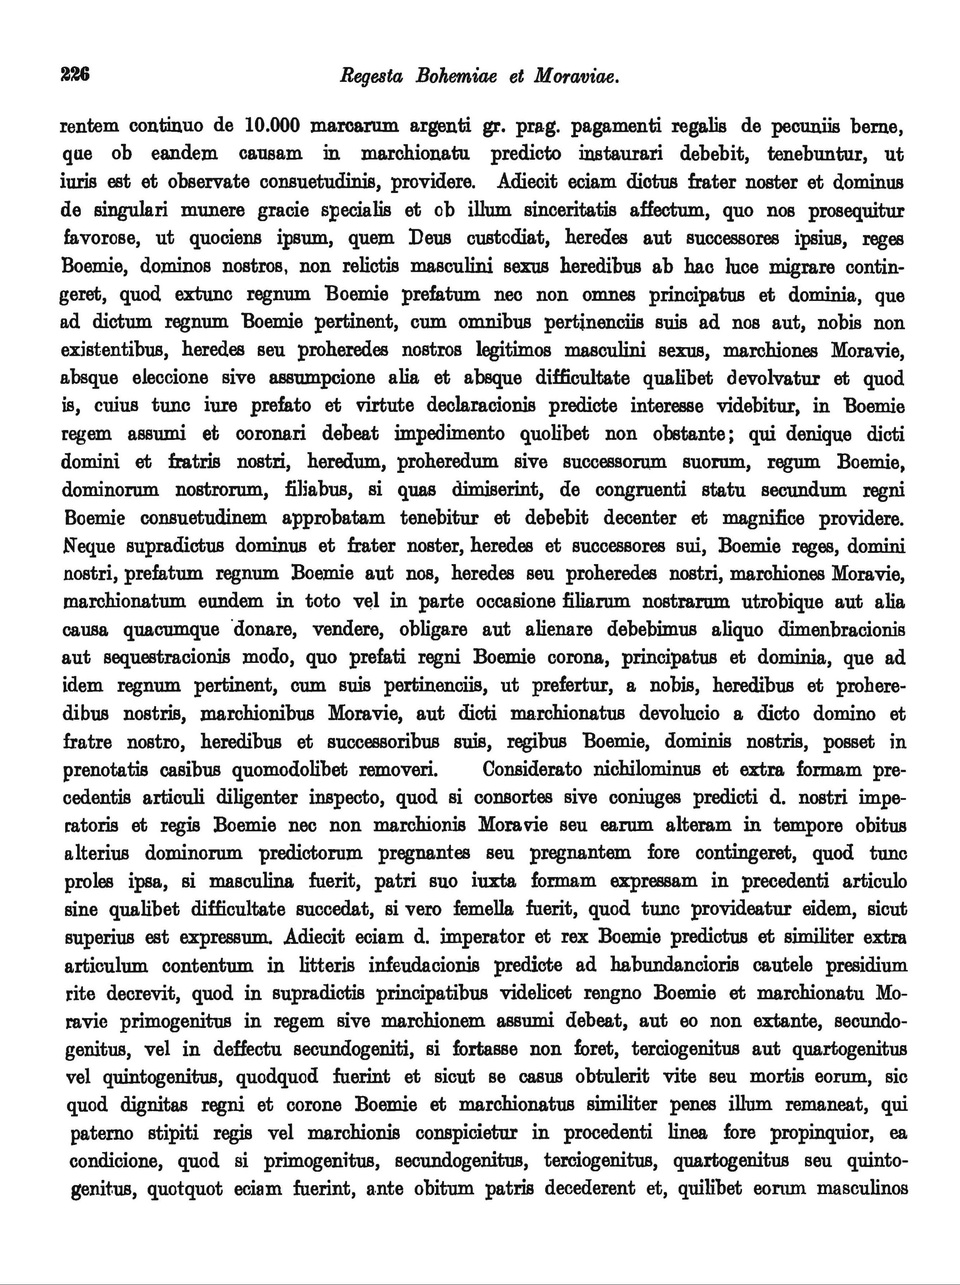 226 Regesta Bohemiae et Moraviae.
rentem continuo de 10.000 marcarum argenti gr. prag. pagamenti regalis de pecuniis berne,
que ob eandem causam in marchionatu predicto instaurari debebit, tenebuntur, ut
iuris est et observate consuetudinis, providere. Adiecit eciam dictus frater noster et dominus
de singulari munere gracie specialis et ob illum sinceritatis affectum, quo nos prosequitur
favorose, ut quociens ipsum, quem Deus custodiat, heredes aut successores ipsius, reges
Boemie, dominos nostros, non relictis masculini sexus heredibus ab hac luce migrare contin-
geret, quod extunc regnum Boemie prefatum nec non omnes principatus et dominia, que
ad dictum regnum Boemie pertinent, cum omnibus pertinenciis suis ad nos aut, nobis non
existentibus, heredes seu proheredes nostros legitimos masculini sexus, marchiones Moravie,
absque eleccione sive assumpcione alia et absque difficultate qualibet devolvatur et quod
is, cuius tunc iure prefato et virtute declaracionis predicte interesse videbitur, in Boemie
regem assumi et coronari debeat impedimento quolibet non obstante; qui denique dicti
domini et fratris nostri, heredum, proheredum sive successorum suorum, regum Boemie,
dominorum nostrorum, filiabus, si quas dimiserint, de congruenti statu secundum regni
Boemie consuetudinem approbatam tenebitur et debebit decenter et magnifice providere.
Neque supradictus dominus et frater noster, heredes et successores sui, Boemie reges, domini
nostri, prefatum regnum Boemie aut nos, heredes seu proheredes nostri, marchiones Moravie,
marchionatum eundem in toto vel in parte occasione filiarum nostrarum utrobique aut alia
causa quacumque donare, vendere, obligare aut alienare debebimus aliquo dimenbracionis
aut sequestracionis modo, quo prefati regni Boemie corona, principatus et dominia, que ad
idem regnum pertinent, cum suis pertinenciis, ut prefertur, a nobis, heredibus et prohere-
dibus nostris, marchionibus Moravie, aut dicti marchionatus devolucio a dicto domino et
fratre nostro, heredibus et successoribus suis, regibus Boemie, dominis nostris, posset in
prenotatis casibus quomodolibet removeri. Considerato nichilominus et extra formam pre-
cedentis articuli diligenter inspecto, quod si consortes sive coniuges predicti d. nostri impe-
ratoris et regis Boemie nec non marchionis Moravie seu earum alteram in tempore obitus
alterius dominorum predictorum pregnantes seu pregnantem fore contingeret, quod tunc
proles ipsa, si masculina fuerit, patri suo iuxta formam expressam in precedenti articulo
sine qualibet difficultate succedat, si vero femella fuerit, quod tunc provideatur eidem, sicut
superius est expressum. Adiecit eciam d. imperator et rex Boemie predictus et similiter extra
articulum contentum in litteris infeudacionis predicte ad habundancioris cautele presidium
rite decrevit, quod in supradictis principatibus videlicet rengno Boemie et marchionatu Mo-
ravie primogenitus in regem sive marchionem assumi debeat, aut eo non extante, secundo-
genitus, vel in deffectu secundogeniti, si fortasse non foret, terciogenitus aut quartogenitus
vel quintogenitus, quodquod fuerint et sicut se casus obtulerit vite seu mortis eorum, sic
quod dignitas regni et corone Boemie et marchionatus similiter penes illum remaneat, qui
paterno stipiti regis vel marchionis conspicietur in procedenti linea fore propinquior, ea
condicione, quod si primogenitus, secundogenitus, terciogenitus, quartogenitus seu quinto-
genitus, quotquot eciam fuerint, ante obitum patris decederent et, quilibet eorum masculinos